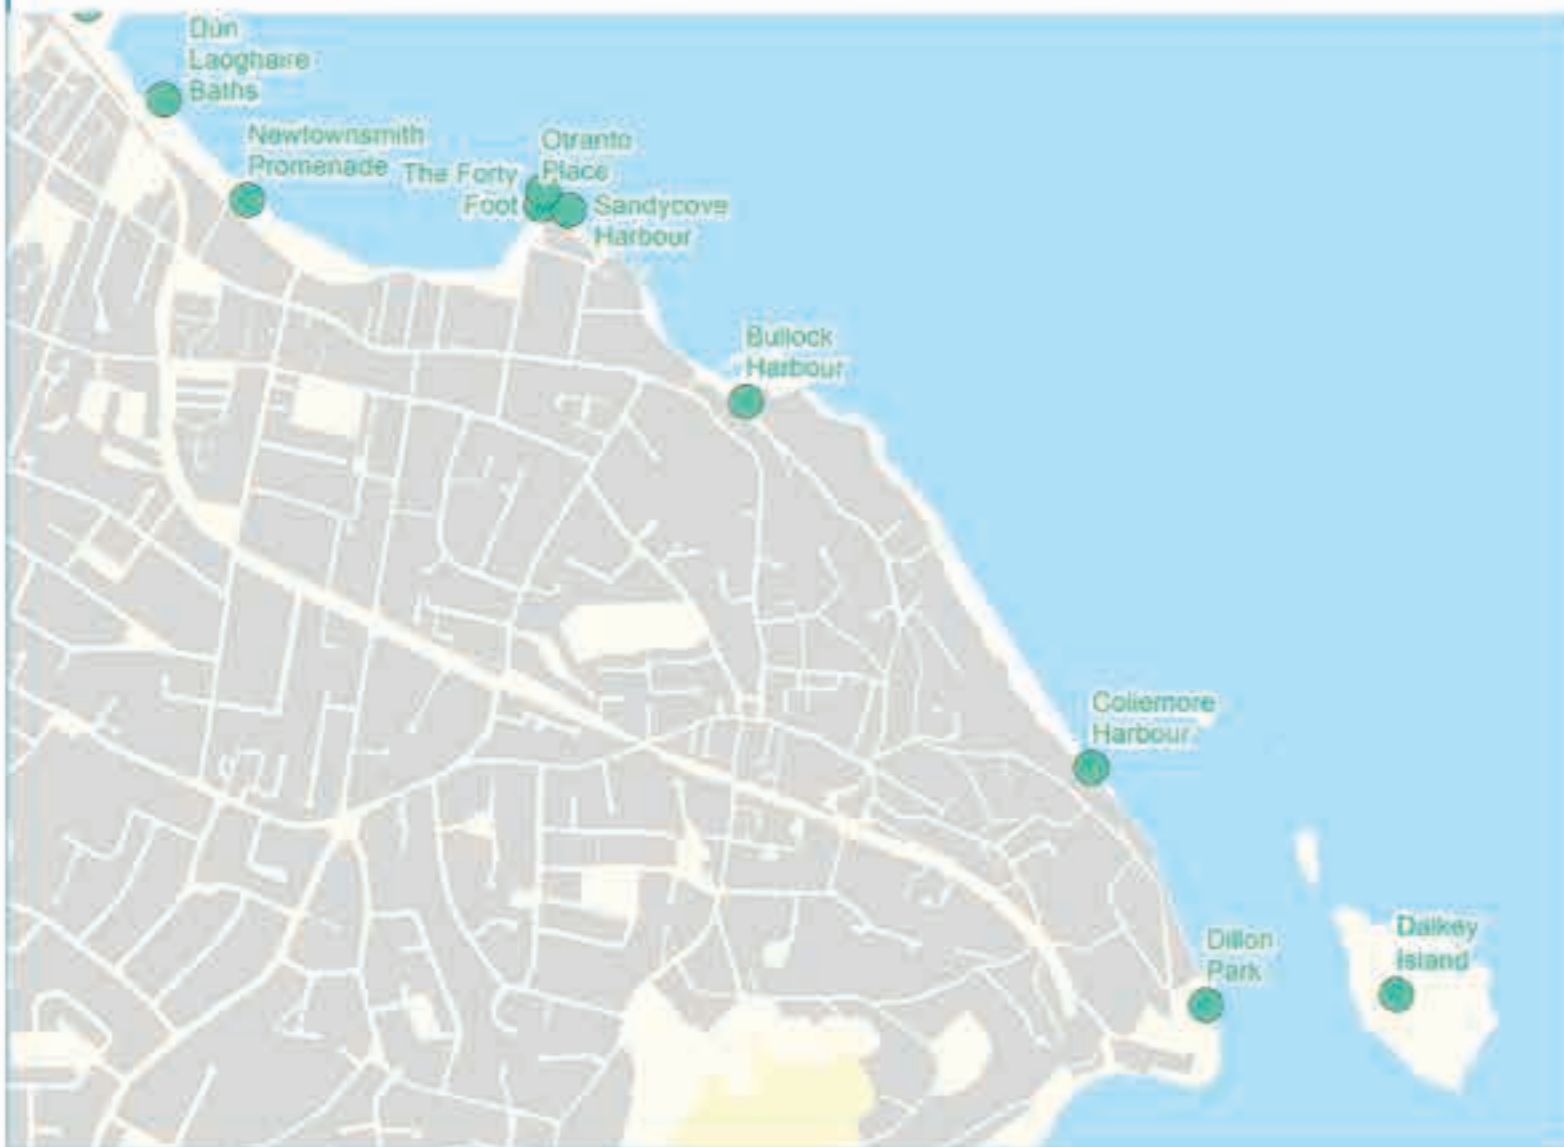 Dún
Laoghaire
Baths
Newtownsmith
Promenade
The Forty
Foot
Otranto
Place
Sandycove
Harbour
Bullock
Harbour
Coliemore
Harbour
Dillon
Park
Dalkey
Island